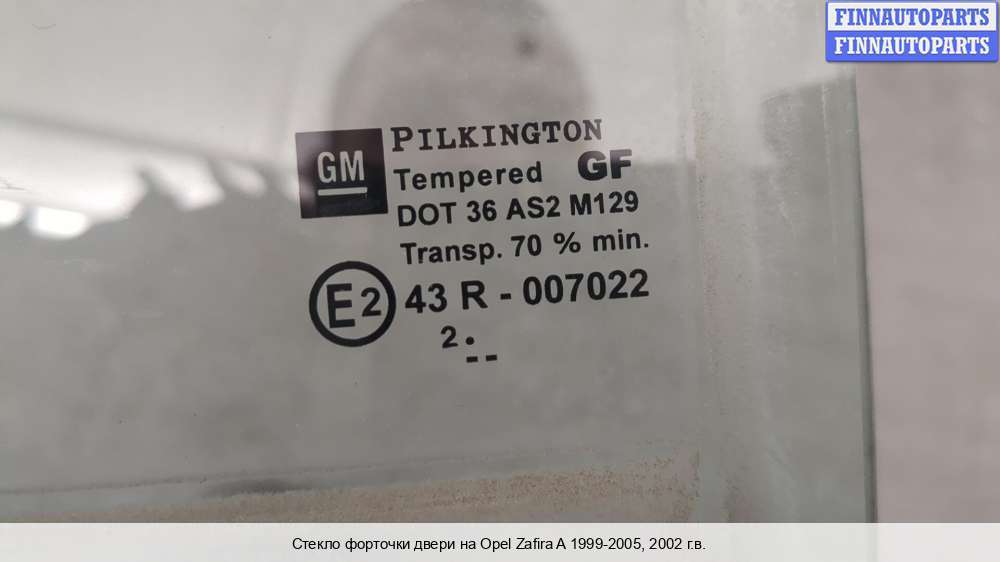 FINNAUTOPARTS
FINNAUTOPARTS
GM
PILKINGTON
Tempered GF
DOT 36 AS2 M129
Transp. 70 % min.
E2 43 R - 007022
2 .
--
Стекло форточки двери на Opel Zafira A 1999-2005, 2002 г.в.